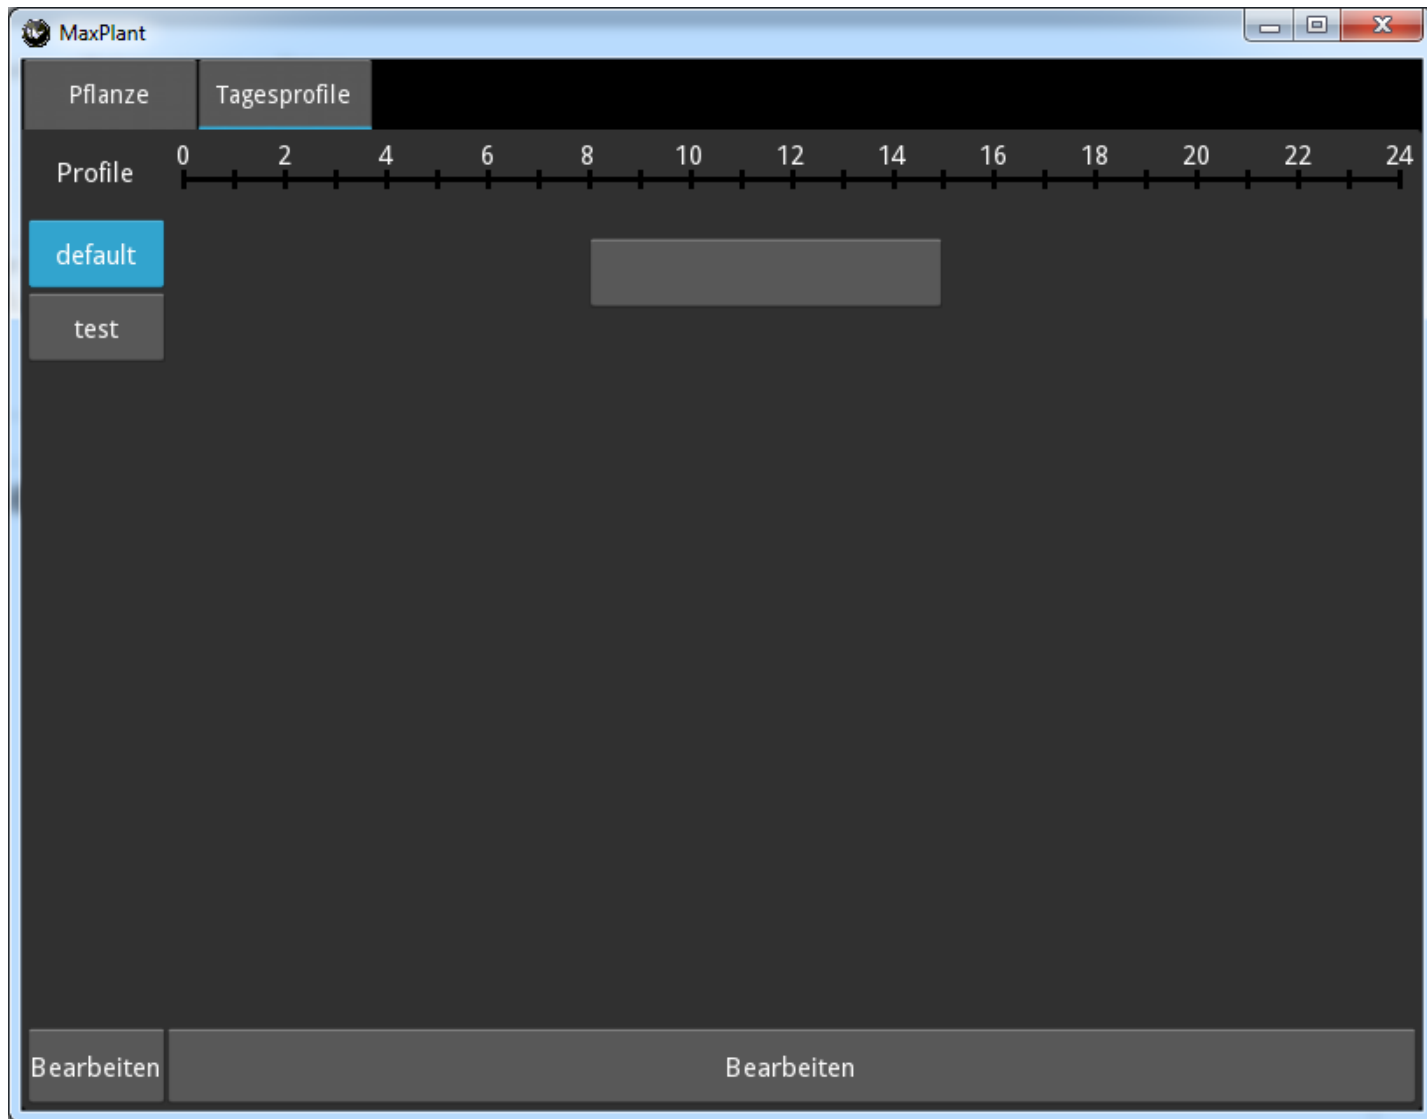 MaxPlant
Pflanze Tagesprofile
Profile 0 2 4 6 8 10 12 14 16 18 20 22 24
default
test
Bearbeiten Bearbeiten